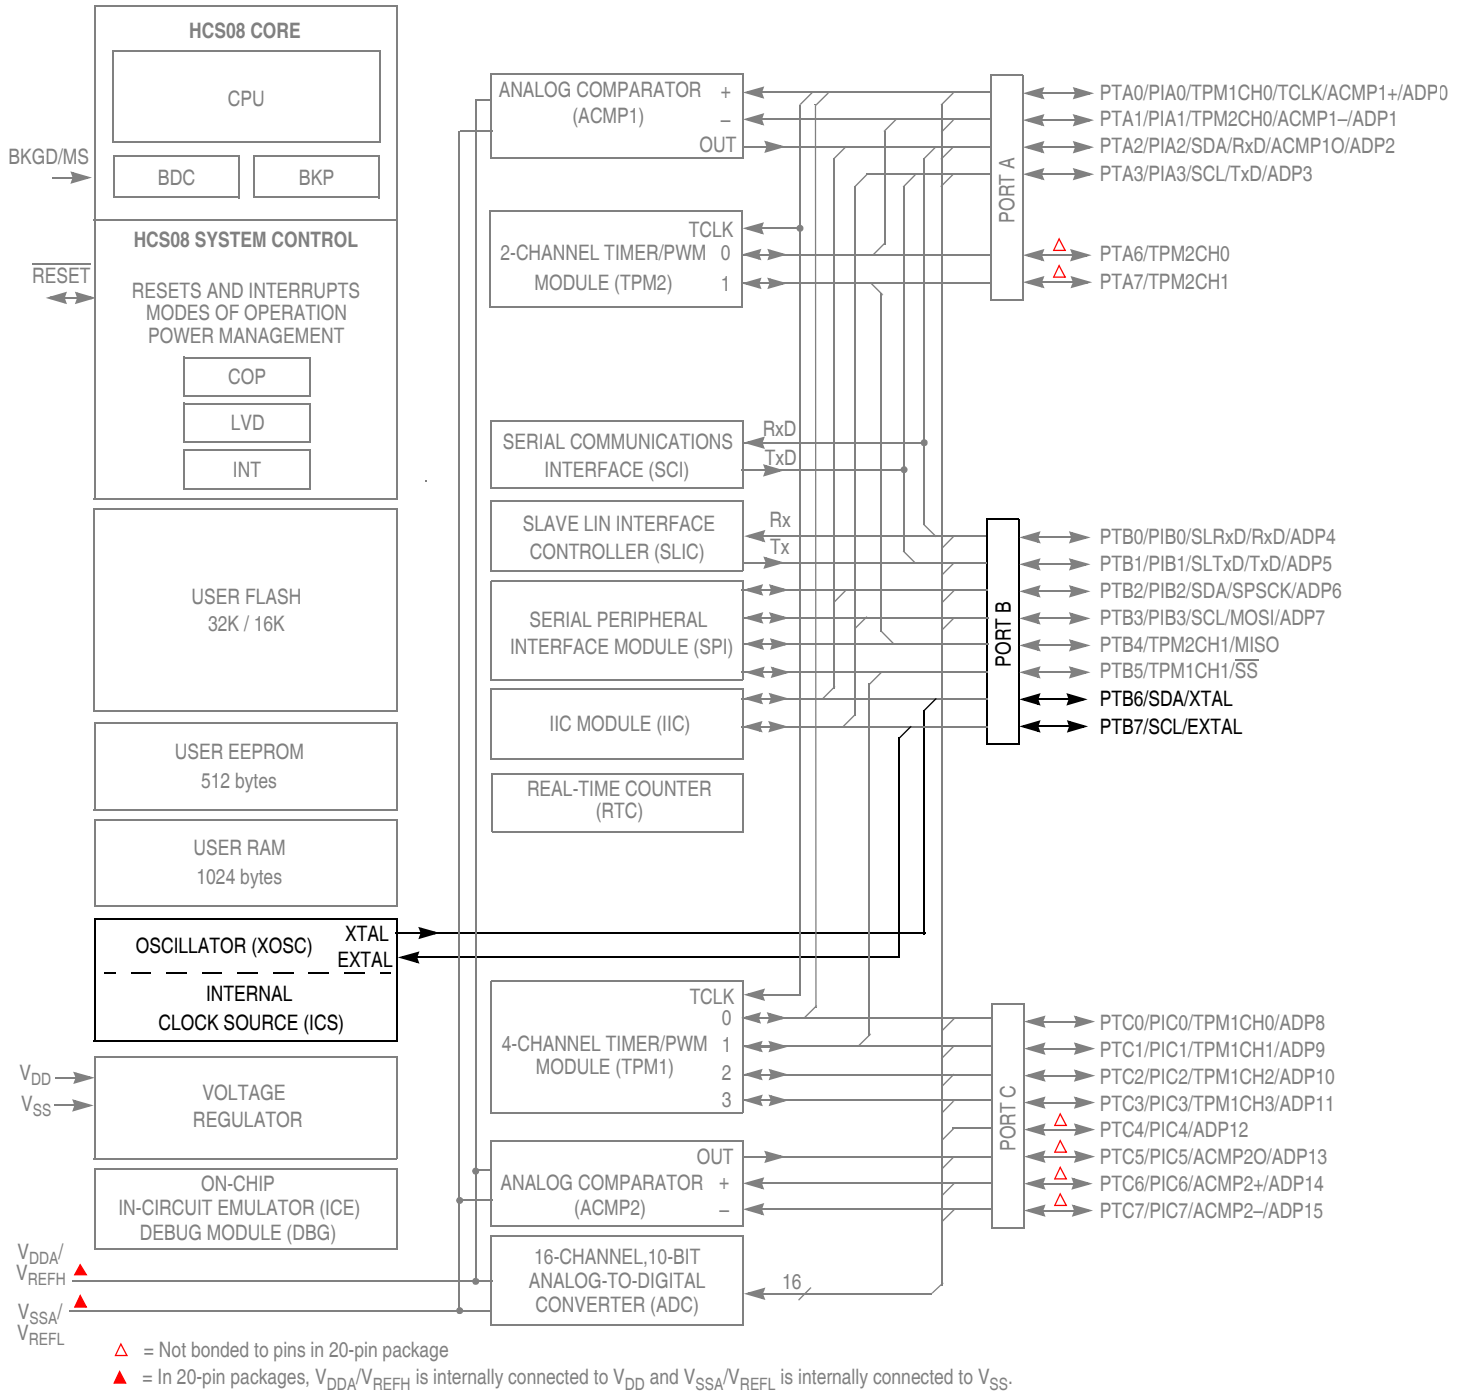 HCS08 CORE
CPU
BDC
BKP
BKGD/MS
HCS08 SYSTEM CONTROL
RESET
RESETS AND INTERRUPTS
MODES OF OPERATION
POWER MANAGEMENT
COP
LVD
INT
USER FLASH
32K / 16K
USER EEPROM
512 bytes
USER RAM
1024 bytes
OSCILLATOR (XOSC)
XTAL
EXTAL
INTERNAL
CLOCK SOURCE (ICS)
VDD
VSS
VOLTAGE
REGULATOR
ON-CHIP
IN-CIRCUIT EMULATOR (ICE)
DEBUG MODULE (DBG)
VDDA/
VREFH
VSSA/
VREFL
ANALOG COMPARATOR
(ACMP1)
+
–
OUT
TCLK
2-CHANNEL TIMER/PWM
MODULE (TPM2)
0
1
SERIAL COMMUNICATIONS
INTERFACE (SCI)
RxD
TxD
SLAVE LIN INTERFACE
CONTROLLER (SLIC)
Rx
Tx
SERIAL PERIPHERAL
INTERFACE MODULE (SPI)
IIC MODULE (IIC)
REAL-TIME COUNTER
(RTC)
TCLK
0
4-CHANNEL TIMER/PWM
MODULE (TPM1)
1
2
3
OUT
ANALOG COMPARATOR
(ACMP2)
+
–
16-CHANNEL,10-BIT
ANALOG-TO-DIGITAL
CONVERTER (ADC)
16
PORT A
PTA0/PIA0/TPM1CH0/TCLK/ACMP1+/ADP0
PTA1/PIA1/TPM2CH0/ACMP1–/ADP1
PTA2/PIA2/SDA/RxD/ACMP1O/ADP2
PTA3/PIA3/SCL/TxD/ADP3
PTA6/TPM2CH0
PTA7/TPM2CH1
PORT B
PTB0/PIB0/SLRxD/RxD/ADP4
PTB1/PIB1/SLTxD/TxD/ADP5
PTB2/PIB2/SDA/SPSCK/ADP6
PTB3/PIB3/SCL/MOSI/ADP7
PTB4/TPM2CH1/MISO
PTB5/TPM1CH1/SS
PTB6/SDA/XTAL
PTB7/SCL/EXTAL
PORT C
PTC0/PIC0/TPM1CH0/ADP8
PTC1/PIC1/TPM1CH1/ADP9
PTC2/PIC2/TPM1CH2/ADP10
PTC3/PIC3/TPM1CH3/ADP11
PTC4/PIC4/ADP12
PTC5/PIC5/ACMP2O/ADP13
PTC6/PIC6/ACMP2+/ADP14
PTC7/PIC7/ACMP2–/ADP15
△ = Not bonded to pins in 20-pin package
▲ = In 20-pin packages, VDDA/VREFH is internally connected to VDD and VSSA/VREFL is internally connected to VSS.